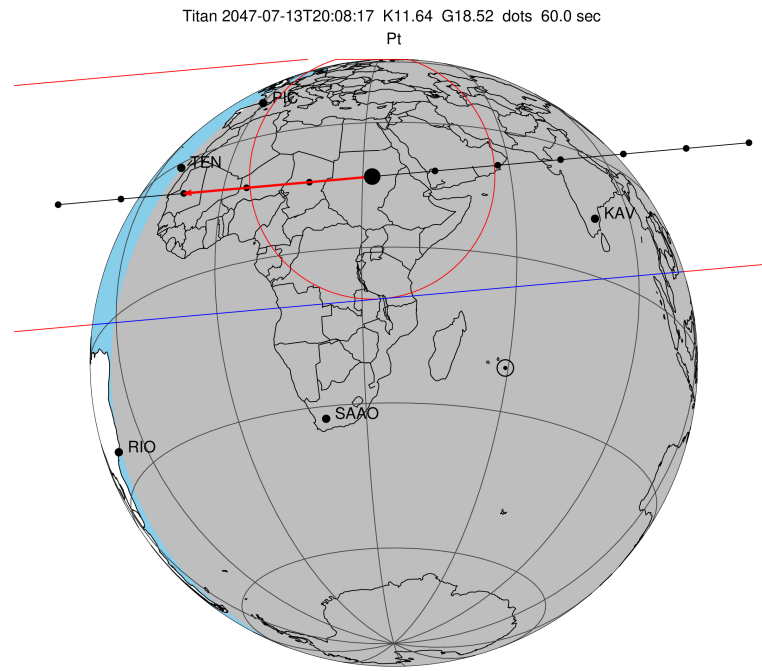 Titan 2047-07-13T20:08:17 K11.64 G18.52 dots 60.0 sec
Pt
PIC
TEN
KAV
SAAO
RIO